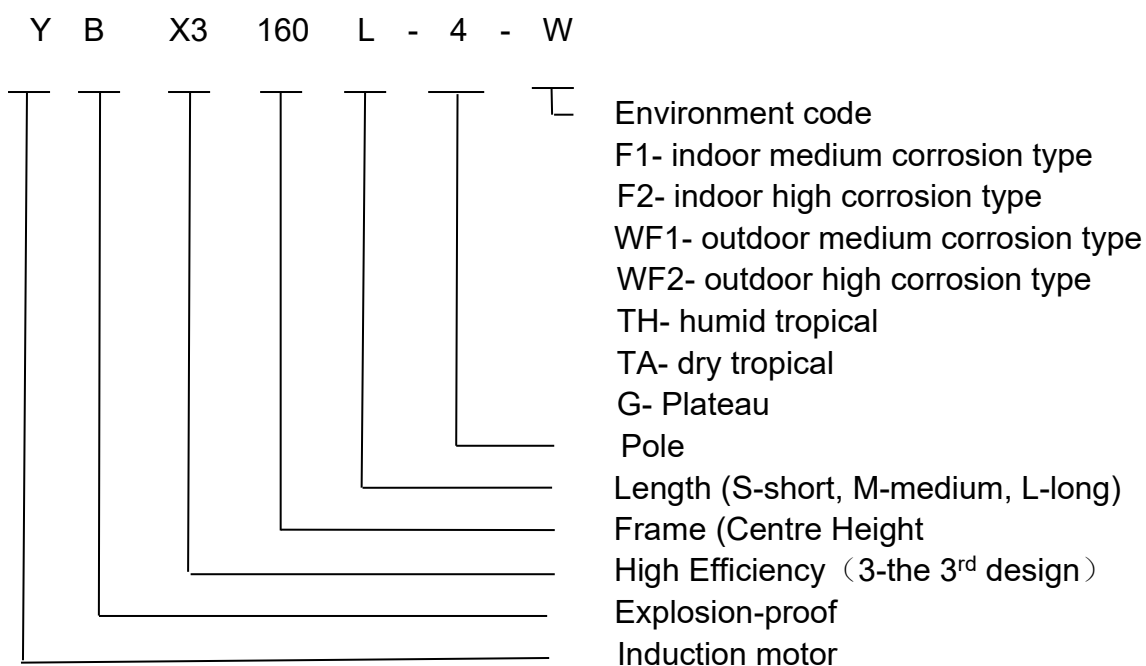 Y B X3 160 L - 4 - W
Environment code
F1- indoor medium corrosion type
F2- indoor high corrosion type
WF1- outdoor medium corrosion type
WF2- outdoor high corrosion type
TH- humid tropical
TA- dry tropical
G- Plateau
Pole
Length (S-short, M-medium, L-long)
Frame (Centre Height
High Efficiency（3-the 3rd design）
Explosion-proof
Induction motor